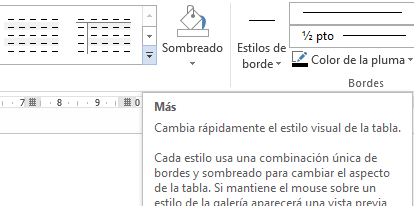 Sombreado
Estilos de
borde
½ pto
Color de la pluma
Bordes
7 8 9
Más
Cambia rápidamente el estilo visual de la tabla.
Cada estilo usa una combinación única de
bordes y sombreado para cambiar el aspecto
de la tabla. Si mantiene el mouse sobre un
estilo de la galería aparecerá una vista previa